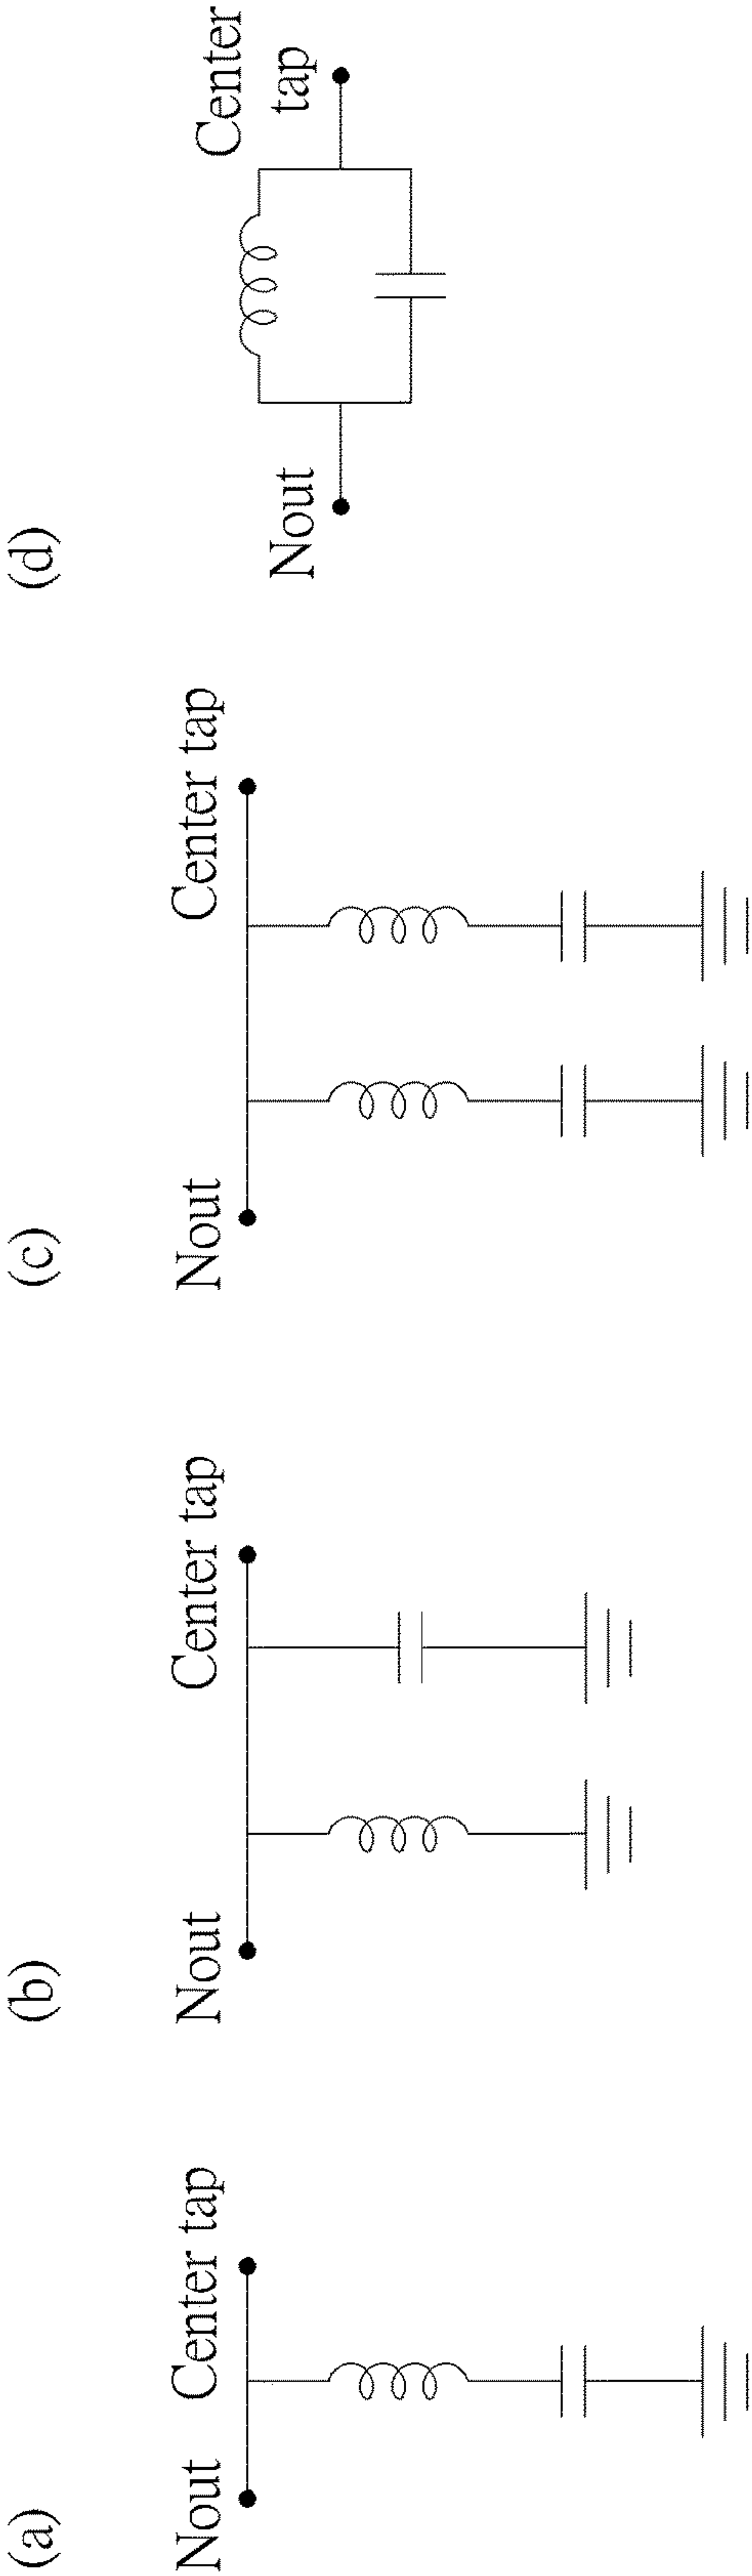 (a)
Nout
Center tap
(b)
Nout
Center tap
(c)
Nout
Center tap
(d)
Nout
Center
tap